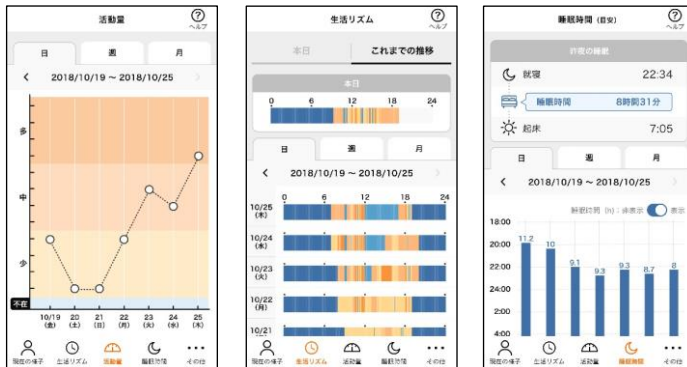 活動量
ヘルプ
日 週 月
2018/10/19 ~ 2018/10/25
多
中
少
不在
10/19 20 21 22 23 24 25
(金) (土) (日) (月) (火) (水) (木)
現在の様子 生活リズム 活動量 睡眠時間 その他
生活リズム
ヘルプ
本日 これまでの推移
本日
0 6 12 18 24
日 週 月
2018/10/19 ~ 2018/10/25
0 6 12 18 24
10/25
(木)
10/24
(水)
10/23
(火)
10/22
(月)
10/21
現在の様子 生活リズム 活動量 睡眠時間 その他
睡眠時間 (目安)
ヘルプ
昨夜の睡眠
就寝 22:34
睡眠時間 8時間31分
起床 7:05
日 週 月
2018/10/19 ~ 2018/10/25
睡眠時間 (h) : 非表示 表示
18:00
20:00
22:00
0:00
2:00
4:00
11.2 10 9.1 9.3 9.3 8.7 8
現在の様子 生活リズム 活動量 睡眠時間 その他